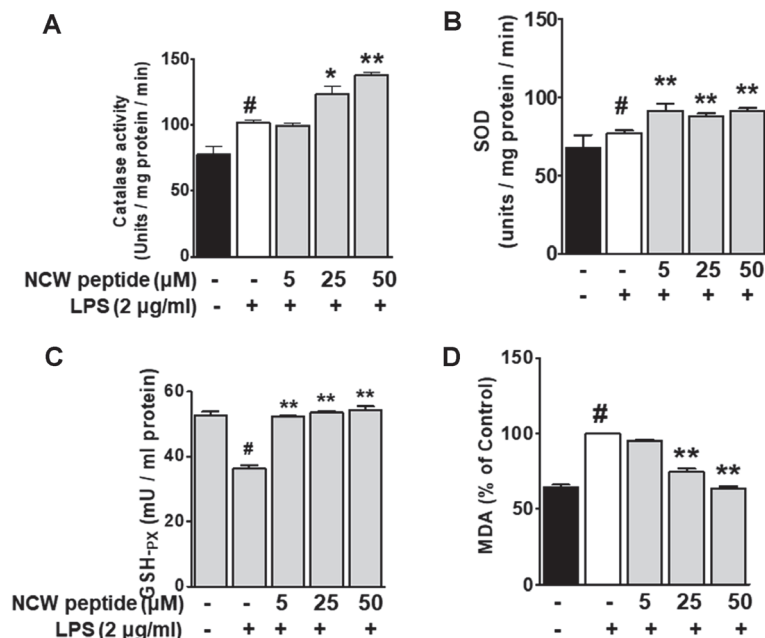 A
Catalase activity
(Units / mg protein / min)
150
100
50
0
#
*
**
NCW peptide (µM) - - 5 25 50
LPS (2 µg/ml) - + + + +
B
SOD
(units / mg protein / min)
150
100
50
0
#
**
**
**
- - 5 25 50
- + + + +
C
GSH-PX (mU / ml protein)
60
40
20
0
#
**
**
**
NCW peptide (µM) - - 5 25 50
LPS (2 µg/ml) - + + + +
D
MDA (% of Control)
150
100
50
0
#
**
**
- - 5 25 50
- + + + +